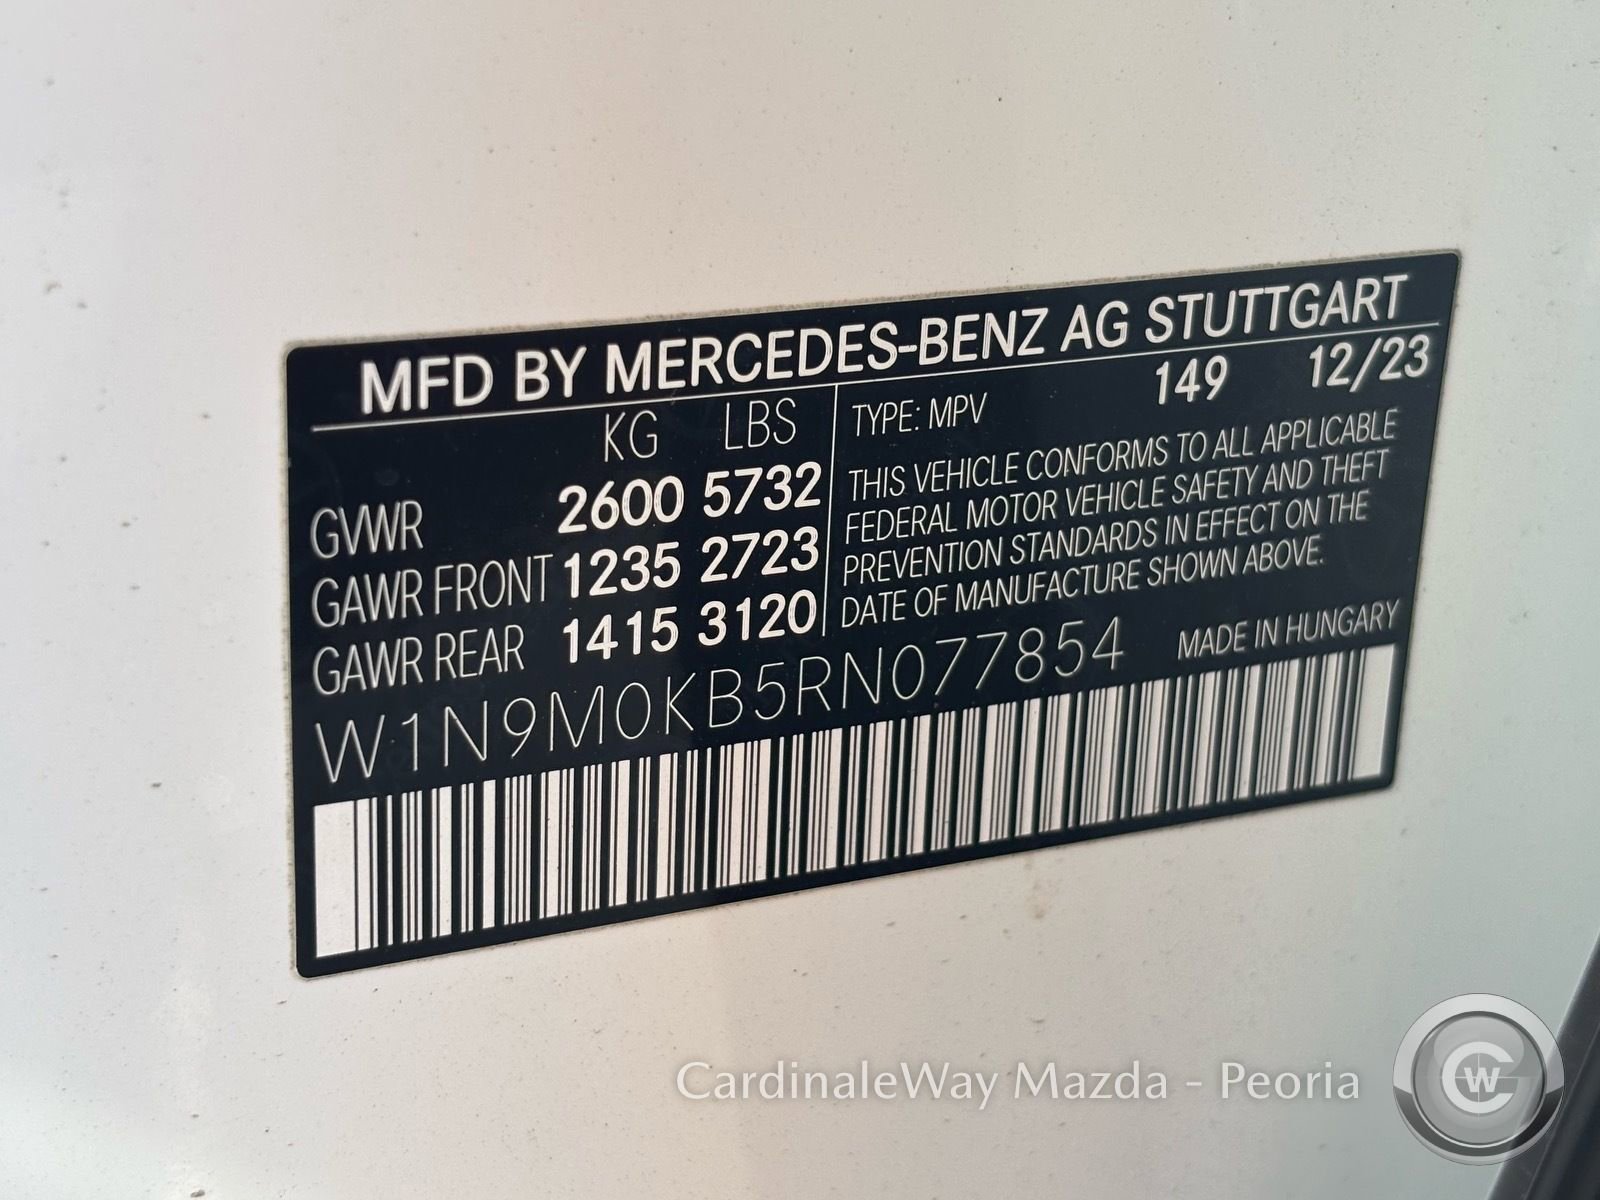 MFD BY MERCEDES-BENZ AG STUTTGART
KG LBS
GVWR 2600 5732
GAWR FRONT 1235 2723
GAWR REAR 1415 3120
TYPE: MPV 149 12/23
THIS VEHICLE CONFORMS TO ALL APPLICABLE
FEDERAL MOTOR VEHICLE SAFETY AND THEFT
PREVENTION STANDARDS IN EFFECT ON THE
DATE OF MANUFACTURE SHOWN ABOVE.
W1N9M0KB5RN077854 MADE IN HUNGARY
CardinaleWay Mazda - Peoria
CW